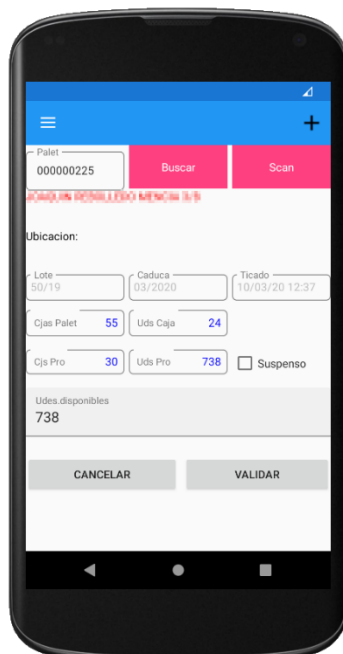 Palet
000000225
Buscar
Scan
Ubicacion:
Lote
50/19
Caduca
03/2020
Ticado
10/03/20 12:37
Cjas Palet 55
Uds Caja 24
Cjs Pro 30
Uds Pro 738
Suspenso
Udes.disponibles
738
CANCELAR
VALIDAR